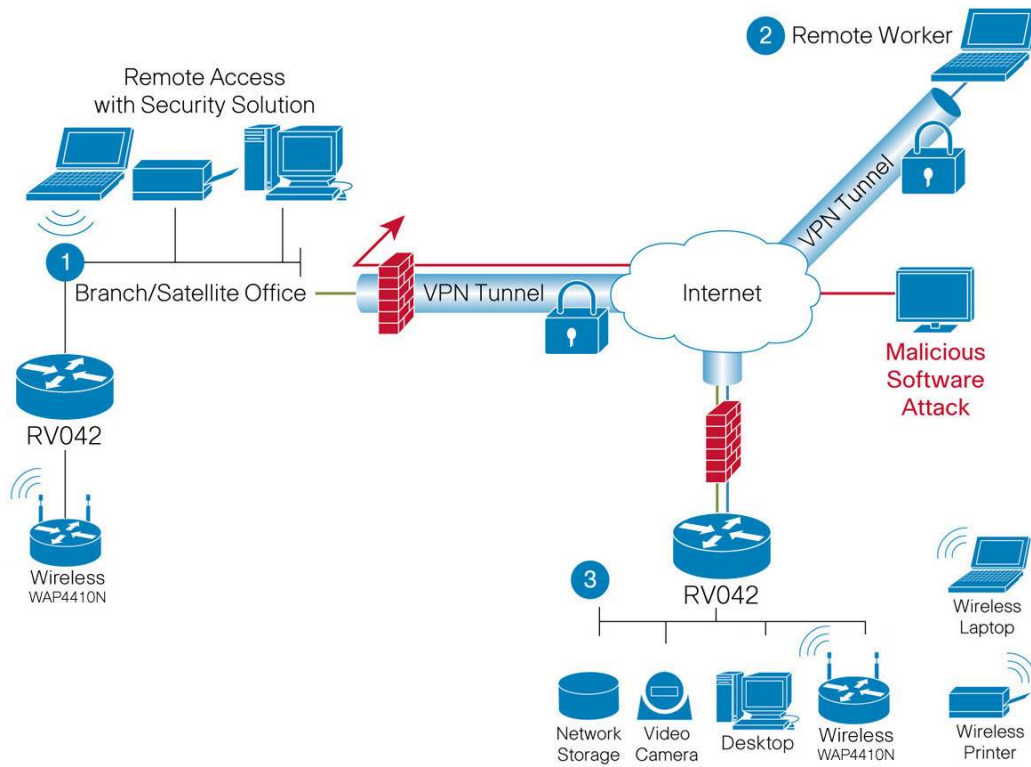 2 Remote Worker
Remote Access
with Security Solution
VPN Tunnel
1
Branch/Satellite Office
VPN Tunnel
Internet
Malicious
Software
Attack
RV042
Wireless
WAP4410N
3
RV042
Wireless
Laptop
Network
Storage
Video
Camera
Desktop
Wireless
WAP4410N
Wireless
Printer